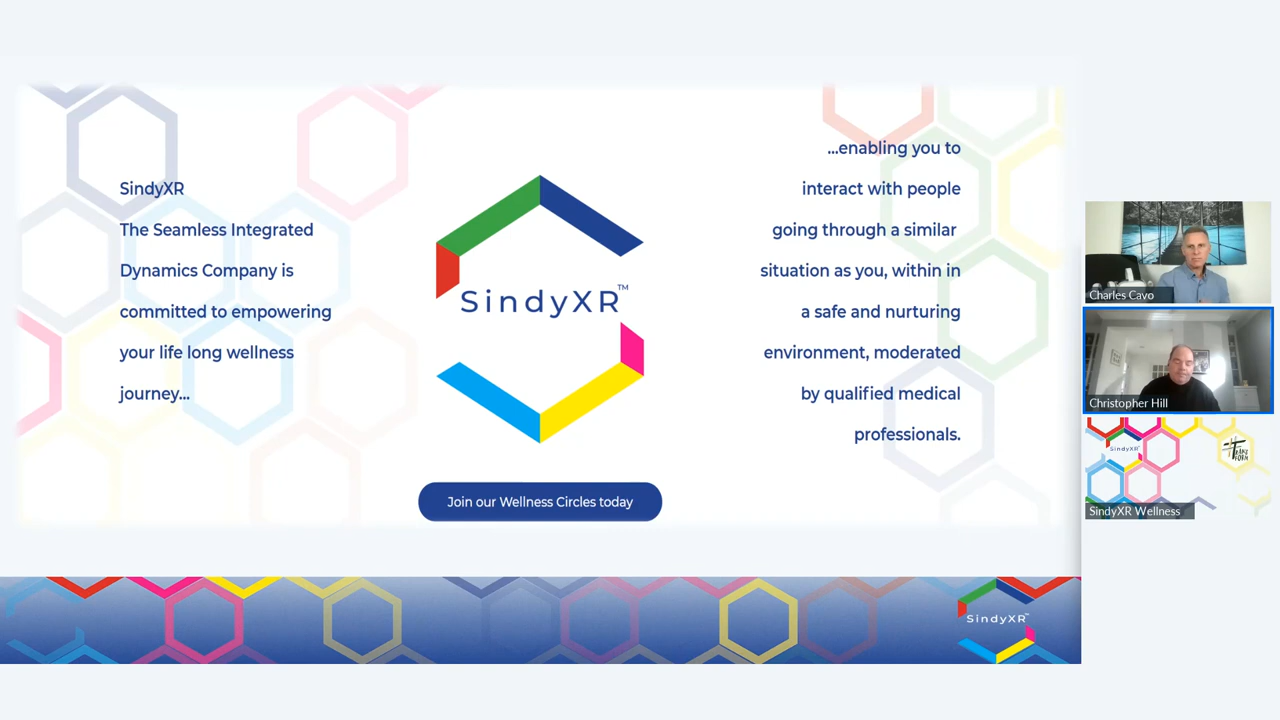 SindyXR
The Seamless Integrated
Dynamics Company is
committed to empowering
your life long wellness
journey...
SindyXR™
Join our Wellness Circles today
...enabling you to
interact with people
going through a similar
situation as you, within in
a safe and nurturing
environment, moderated
by qualified medical
professionals.
SindyXR™
Charles Cavo
Christopher Hill
SindyXR
#TRANSFORM
SindyXR Wellness